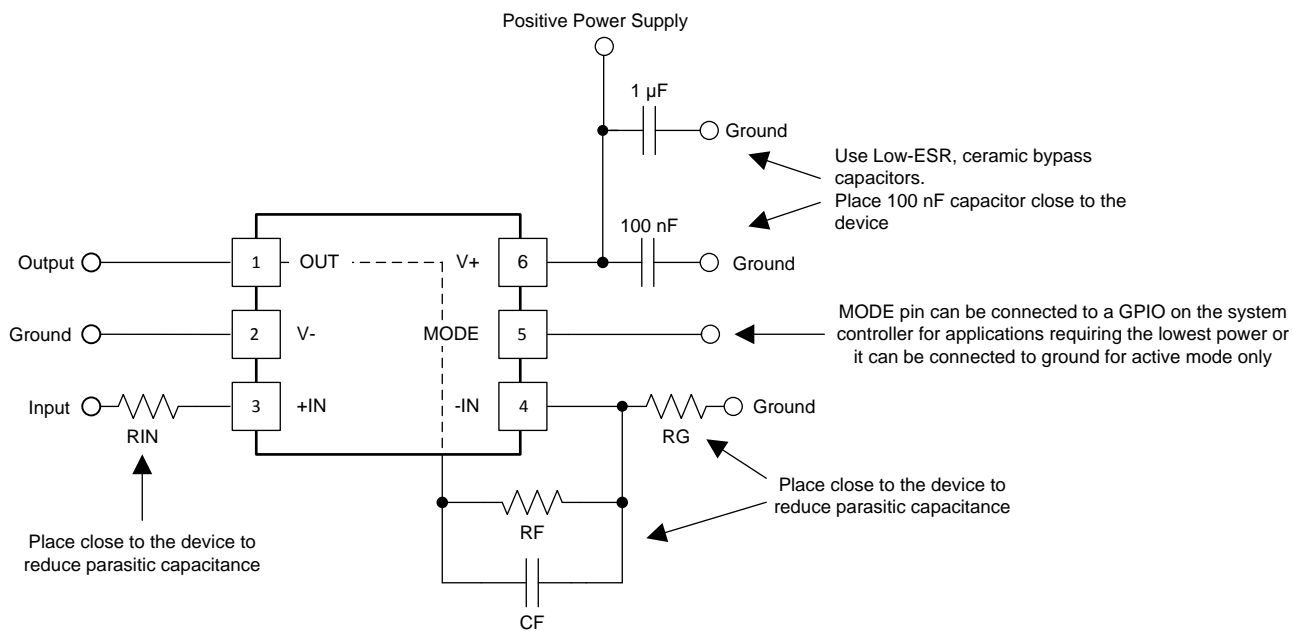 Positive Power Supply
1 µF
Ground
Use Low-ESR, ceramic bypass
capacitors.
Place 100 nF capacitor close to the
device
100 nF
Ground
Output
1
OUT
V+
6
Ground
2
V-
MODE
5
MODE pin can be connected to a GPIO on the system
controller for applications requiring the lowest power or
it can be connected to ground for active mode only
Input
RIN
3
+IN
-IN
4
RG
Ground
Place close to the device to
reduce parasitic capacitance
Place close to the device to
reduce parasitic capacitance
RF
CF